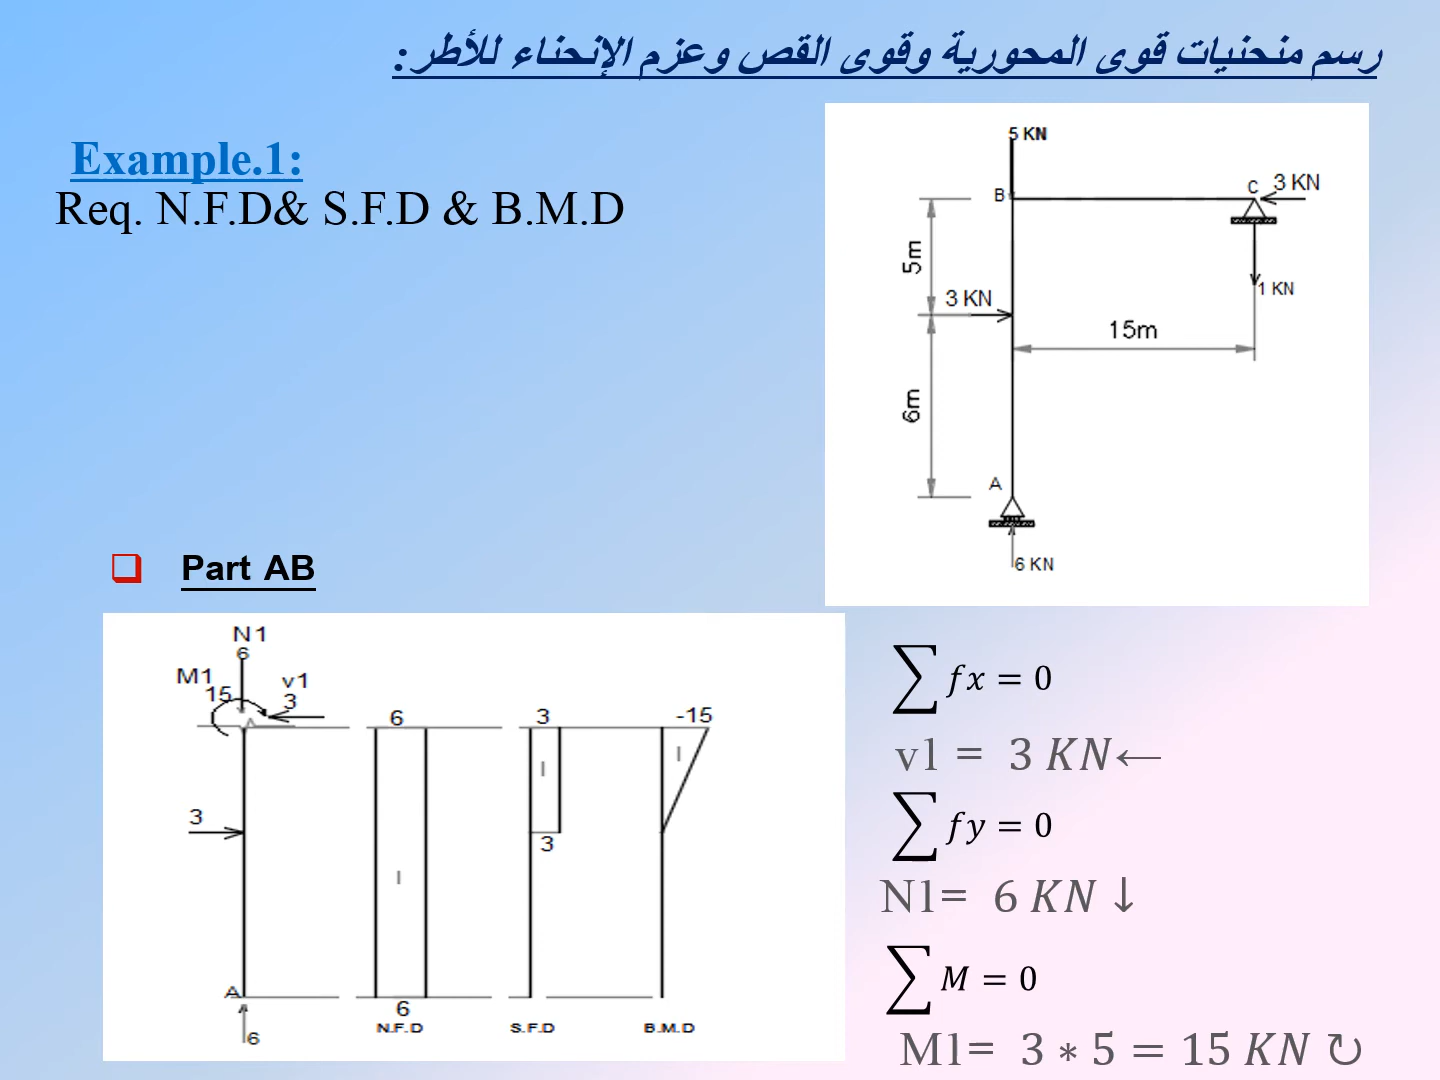 رسم منحنيات قوى المحورية وقوى القص وعزم الإنحناء للأطر:
Example.1:
Req. N.F.D& S.F.D & B.M.D
5 KN
B
C
3 KN
5m
3 KN
1 KN
15m
6m
A
6 KN
Part AB
N1
6
M1
15
v1
3
3
A
6
6
6
N.F.D
3
3
S.F.D
-15
B.M.D
∑ fx = 0
v1 = 3 KN←
∑ fy = 0
N1= 6 KN ↓
∑ M = 0
M1= 3 ∗ 5 = 15 KN ↻